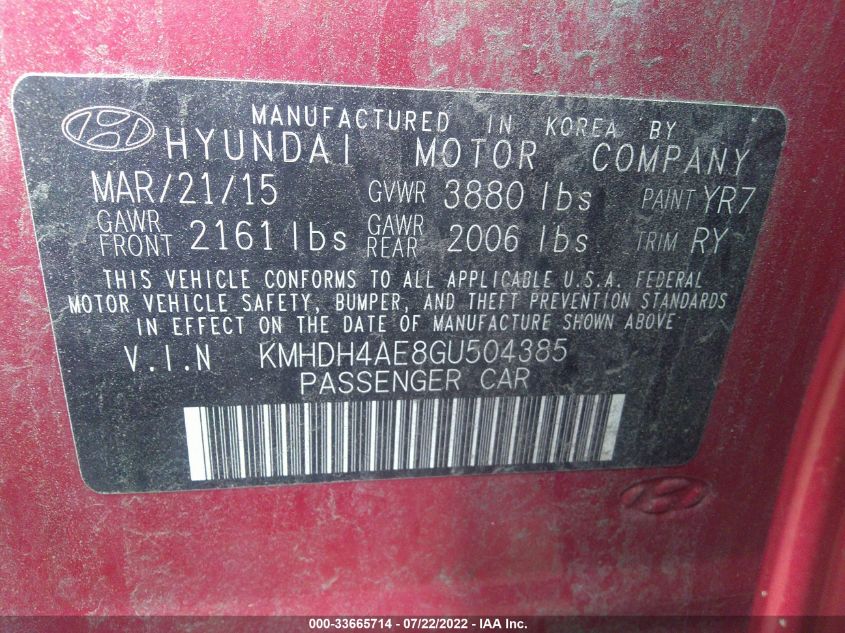 MANUFACTURED IN KOREA BY
HYUNDAI MOTOR COMPANY
MAR/21/15 GVWR 3880 lbs PAINT YR7
GAWR FRONT 2161 lbs GAWR REAR 2006 lbs TRIM RY
THIS VEHICLE CONFORMS TO ALL APPLICABLE U.S.A. FEDERAL
MOTOR VEHICLE SAFETY, BUMPER, AND THEFT PREVENTION STANDARDS
IN EFFECT ON THE DATE OF MANUFACTURE SHOWN ABOVE
V.I.N KMHDH4AE8GU504385
PASSENGER CAR
000-33665714 - 07/22/2022 - IAA Inc.